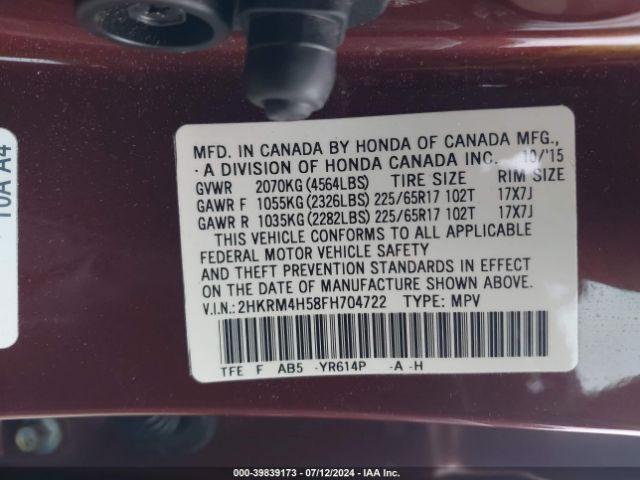 MFD. IN CANADA BY HONDA OF CANADA MFG.,
A DIVISION OF HONDA CANADA INC. 10/'15
GVWR 2070KG (4564LBS) TIRE SIZE RIM SIZE
GAWR F 1055KG (2326LBS) 225/65R17 102T 17X7J
GAWR R 1035KG (2282LBS) 225/65R17 102T 17X7J
THIS VEHICLE CONFORMS TO ALL APPLICABLE
FEDERAL MOTOR VEHICLE SAFETY
AND THEFT PREVENTION STANDARDS IN EFFECT
ON THE DATE OF MANUFACTURE SHOWN ABOVE.
V.I.N.: 2HKRM4H58FH704722 TYPE: MPV
TFE F AB5 -YR614P -A -H
10A A4
000-39839173 - 07/12/2024 - IAA Inc.